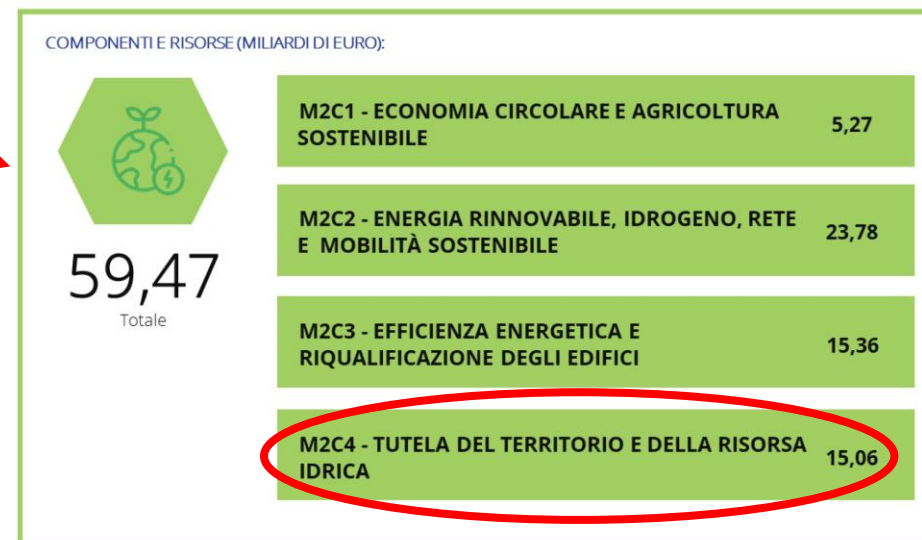 COMPONENTI E RISORSE (MILIARDI DI EURO):
59,47
Totale
M2C1 - ECONOMIA CIRCOLARE E AGRICOLTURA
SOSTENIBILE
5,27
M2C2 - ENERGIA RINNOVABILE, IDROGENO, RETE
E MOBILITÀ SOSTENIBILE
23,78
M2C3 - EFFICIENZA ENERGETICA E
RIQUALIFICAZIONE DEGLI EDIFICI
15,36
M2C4 - TUTELA DEL TERRITORIO E DELLA RISORSA
IDRICA
15,06